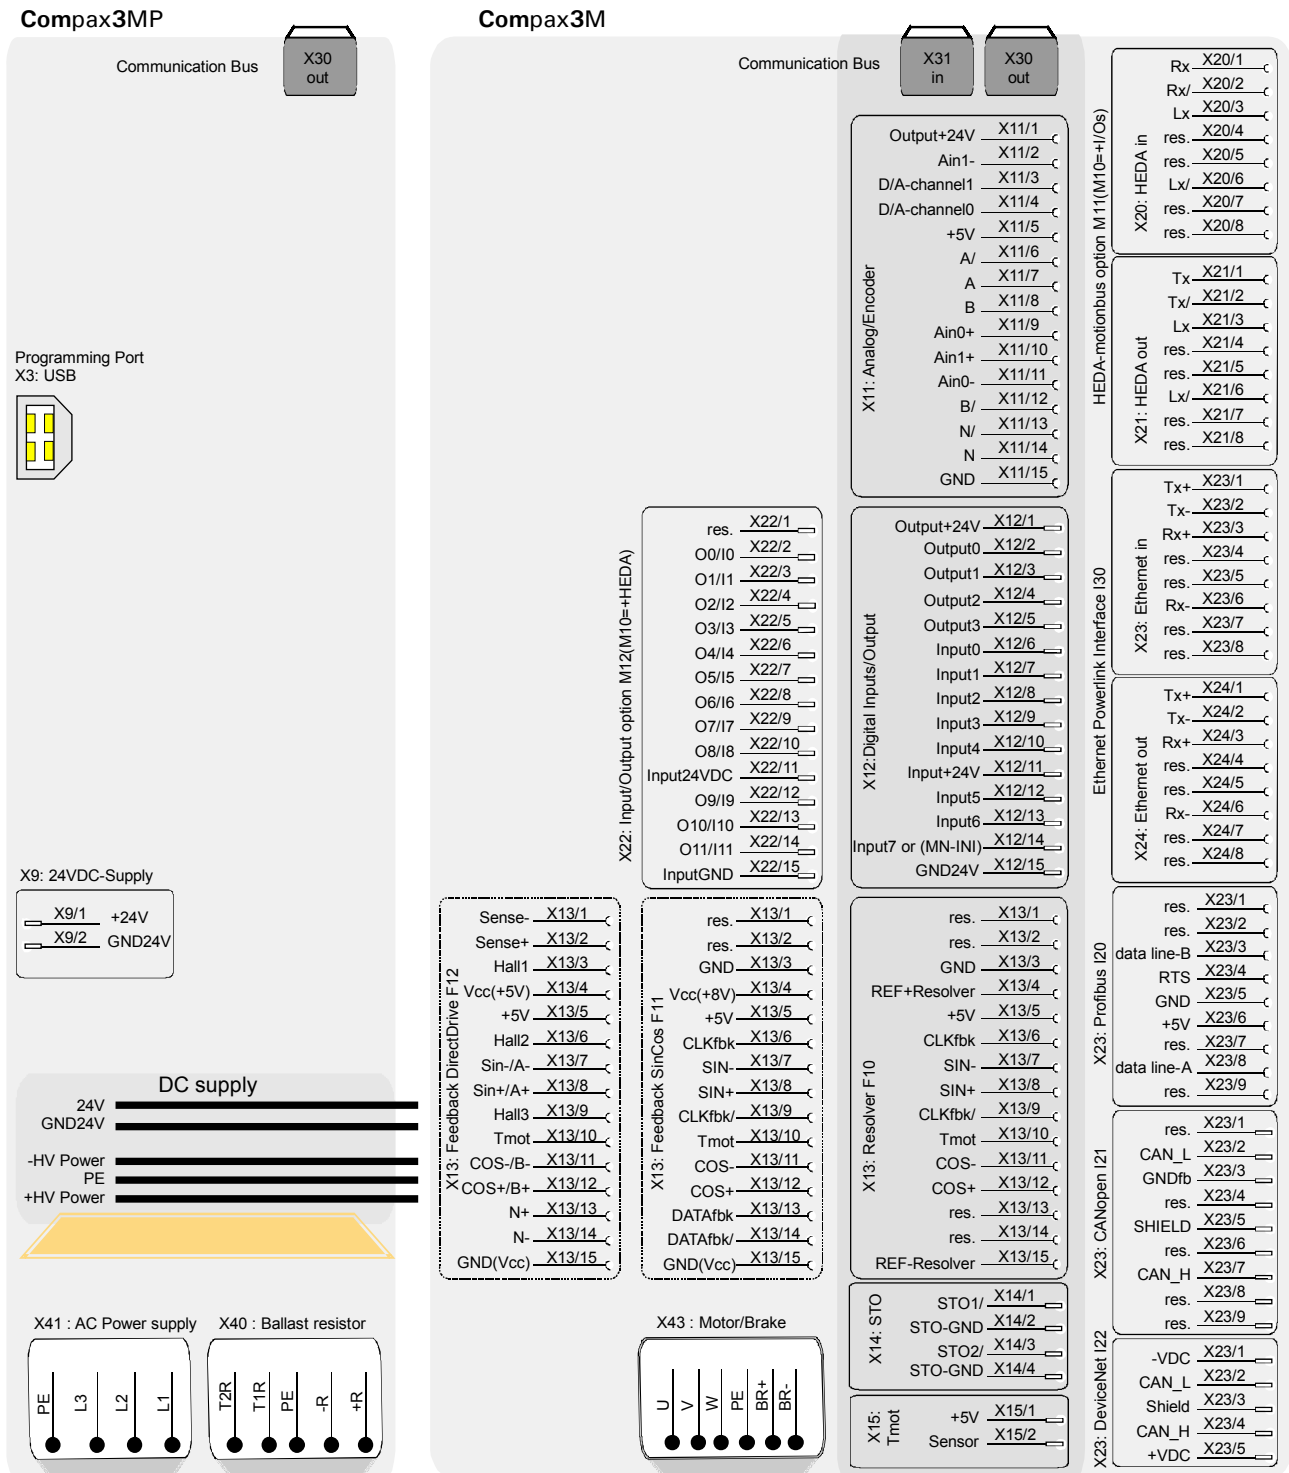 Compax3MP
Communication Bus
X30
out
Programming Port
X3: USB
X9: 24VDC-Supply
X9/1 +24V
X9/2 GND24V
DC supply
24V
GND24V
-HV Power
PE
+HV Power
X41 : AC Power supply
PE
L3
L2
L1
X40 : Ballast resistor
T2R
T1R
PE
-R
+R
Compax3M
Communication Bus
X31
in
X30
out
X11: Analog/Encoder
Output+24V X11/1
Ain1- X11/2
D/A-channel1 X11/3
D/A-channel0 X11/4
+5V X11/5
A/ X11/6
A X11/7
B X11/8
Ain0+ X11/9
Ain1+ X11/10
Ain0- X11/11
B/ X11/12
N/ X11/13
N X11/14
GND X11/15
X22: Input/Output option M12(M10=+HEDA)
res. X22/1
O0/I0 X22/2
O1/I1 X22/3
O2/I2 X22/4
O3/I3 X22/5
O4/I4 X22/6
O5/I5 X22/7
O6/I6 X22/8
O7/I7 X22/9
O8/I8 X22/10
Input24VDC X22/11
O9/I9 X22/12
O10/I10 X22/13
O11/I11 X22/14
InputGND X22/15
X12:Digital Inputs/Output
Output+24V X12/1
Output0 X12/2
Output1 X12/3
Output2 X12/4
Output3 X12/5
Input0 X12/6
Input1 X12/7
Input2 X12/8
Input3 X12/9
Input4 X12/10
Input+24V X12/11
Input5 X12/12
Input6 X12/13
Input7 or (MN-INI) X12/14
GND24V X12/15
X13: Feedback DirectDrive F12
Sense- X13/1
Sense+ X13/2
Hall1 X13/3
Vcc(+5V) X13/4
+5V X13/5
Hall2 X13/6
Sin-/A- X13/7
Sin+/A+ X13/8
Hall3 X13/9
Tmot X13/10
COS-/B- X13/11
COS+/B+ X13/12
N+ X13/13
N- X13/14
GND(Vcc) X13/15
X13: Feedback SinCos F11
res. X13/1
res. X13/2
GND X13/3
Vcc(+8V) X13/4
+5V X13/5
CLKfbk X13/6
SIN- X13/7
SIN+ X13/8
CLKfbk/ X13/9
Tmot X13/10
COS- X13/11
COS+ X13/12
DATAfbk X13/13
DATAfbk/ X13/14
GND(Vcc) X13/15
X13: Resolver F10
res. X13/1
res. X13/2
GND X13/3
REF+Resolver X13/4
+5V X13/5
CLKfbk X13/6
SIN- X13/7
SIN+ X13/8
CLKfbk/ X13/9
Tmot X13/10
COS- X13/11
COS+ X13/12
res. X13/13
res. X13/14
REF-Resolver X13/15
X43 : Motor/Brake
U
V
W
PE
BR+
BR-
X14: STO
STO1/ X14/1
STO-GND X14/2
STO2/ X14/3
STO-GND X14/4
X15:
Tmot
+5V X15/1
Sensor X15/2
HEDA-motionbus option M11(M10=+I/Os)
X20: HEDA in
Rx X20/1
Rx/ X20/2
Lx X20/3
res. X20/4
res. X20/5
Lx/ X20/6
res. X20/7
res. X20/8
X21: HEDA out
Tx X21/1
Tx/ X21/2
Lx X21/3
res. X21/4
res. X21/5
Lx/ X21/6
res. X21/7
res. X21/8
Ethernet Powerlink Interface I30
X23: Ethernet in
Tx+ X23/1
Tx- X23/2
Rx+ X23/3
res. X23/4
res. X23/5
Rx- X23/6
res. X23/7
res. X23/8
X24: Ethernet out
Tx+ X24/1
Tx- X24/2
Rx+ X24/3
res. X24/4
res. X24/5
Rx- X24/6
res. X24/7
res. X24/8
X23: Profibus I20
res. X23/1
res. X23/2
data line-B X23/3
RTS X23/4
GND X23/5
+5V X23/6
res. X23/7
data line-A X23/8
res. X23/9
X23: CANopen I21
res. X23/1
CAN_L X23/2
GNDfb X23/3
res. X23/4
SHIELD X23/5
res. X23/6
CAN_H X23/7
res. X23/8
res. X23/9
X23: DeviceNet I22
-VDC X23/1
CAN_L X23/2
Shield X23/3
CAN_H X23/4
+VDC X23/5